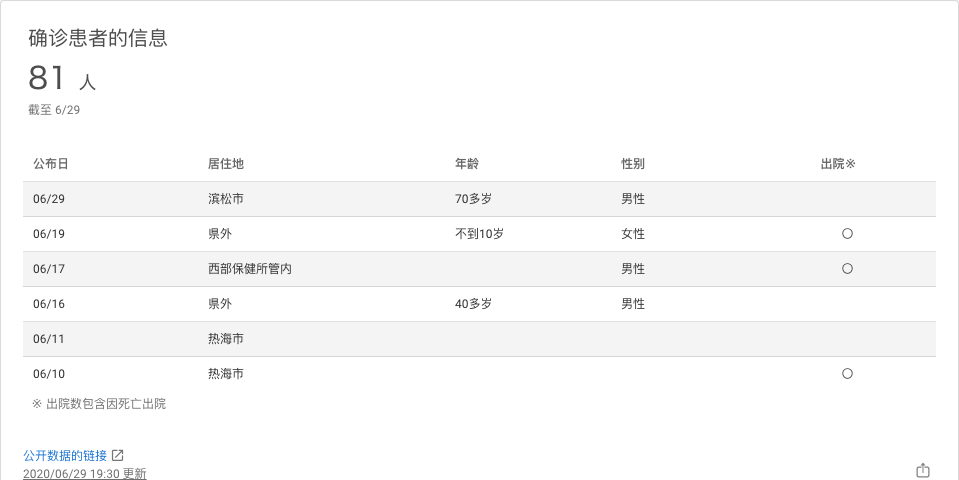 确诊患者的信息
81 人
截至 6/29
公布日 居住地 年龄 性别 出院※
06/29 滨松市 70多岁 男性
06/19 県外 不到10岁 女性 ○
06/17 西部保健所管内 男性 ○
06/16 県外 40多岁 男性
06/11 热海市
06/10 热海市 ○
※ 出院数包含因死亡出院
公开数据的链接
2020/06/29 19:30 更新